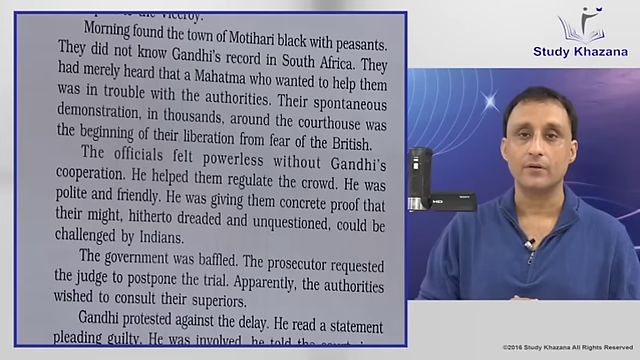 to the Viceroy.
Morning found the town of Motihari black with peasants.
They did not know Gandhi's record in South Africa. They
had merely heard that a Mahatma who wanted to help them
was in trouble with the authorities. Their spontaneous
demonstration, in thousands, around the courthouse was
the beginning of their liberation from fear of the British.
The officials felt powerless without Gandhi's
cooperation. He helped them regulate the crowd. He was
polite and friendly. He was giving them concrete proof that
their might, hitherto dreaded and unquestioned, could be
challenged by Indians.
The government was baffled. The prosecutor requested
the judge to postpone the trial. Apparently, the authorities
wished to consult their superiors.
Gandhi protested against the delay. He read a statement
pleading guilty. He was involved, he told the court
Study Khazana
HD
©2016 Study Khazana All Rights Reserved